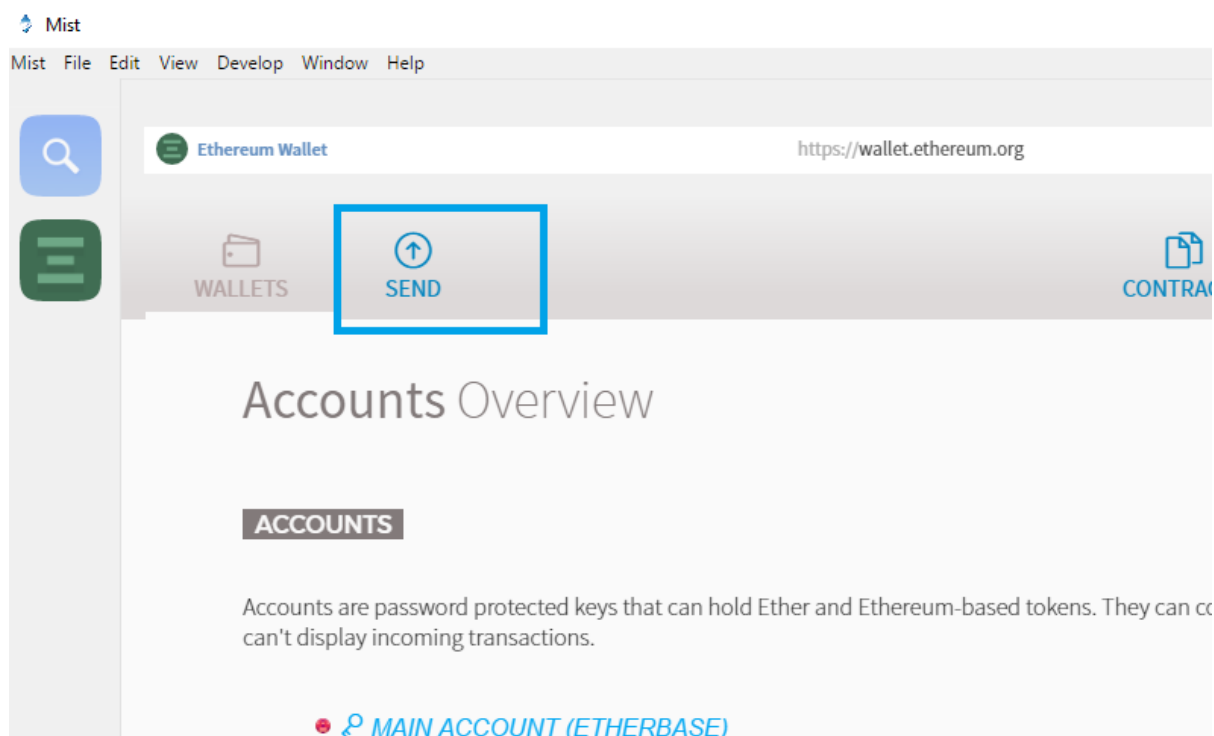 Mist
Mist File Edit View Develop Window Help
Ethereum Wallet https://wallet.ethereum.org
WALLETS SEND CONTRAC
Accounts Overview
ACCOUNTS
Accounts are password protected keys that can hold Ether and Ethereum-based tokens. They can co
can't display incoming transactions.
MAIN ACCOUNT (ETHERBASE)